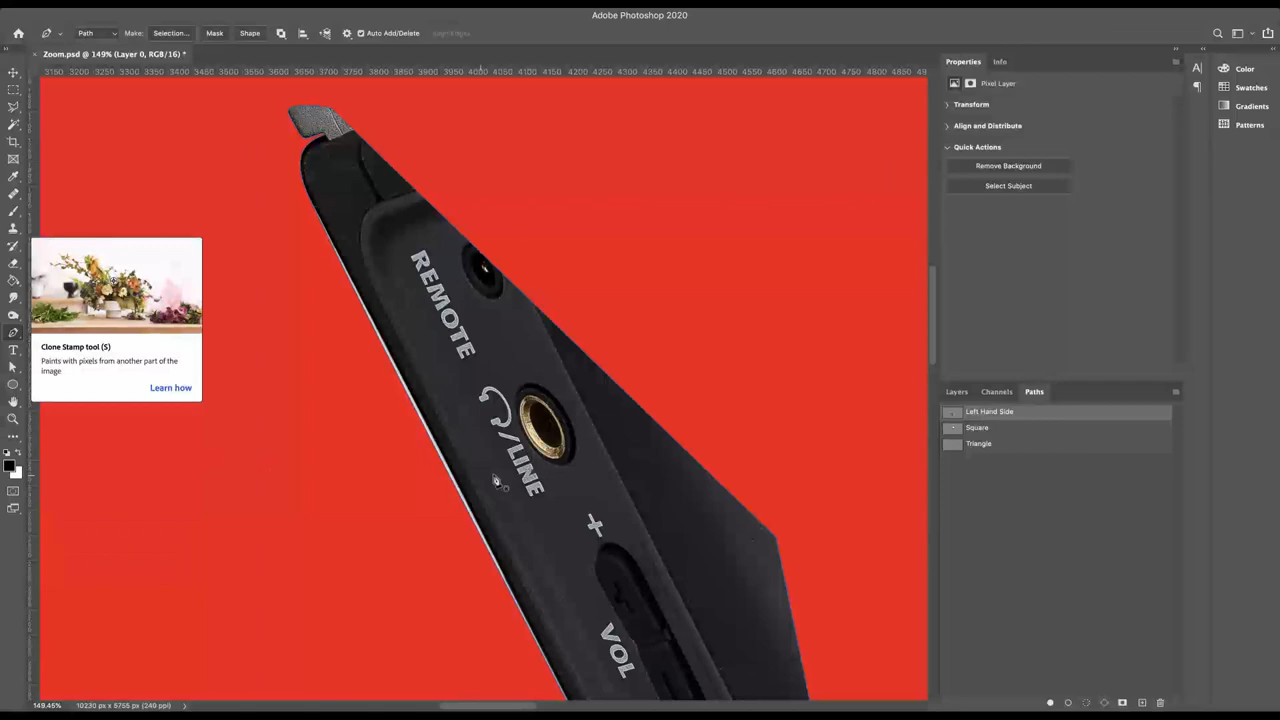 Adobe Photoshop 2020
Path
Make:
Selection...
Mask
Shape
Auto Add/Delete
Zoom.psd @ 149% (Layer 0, RGB/16) *
3150 3200 3250 3300 3350 3400 3450 3500 3550 3600 3650 3700 3750 3800 3850 3900 3950 4000 4050 4100 4150 4200 4250 4300 4350 4400 4450 4500 4550 4600 4650 4700 4750 4800 4850 49
REMOTE
/LINE
+
VOL
Clone Stamp tool (S)
Paints with pixels from another part of the
image
Learn how
Properties
Info
Pixel Layer
Transform
Align and Distribute
Quick Actions
Remove Background
Select Subject
Color
Swatches
Gradients
Patterns
Layers
Channels
Paths
Left Hand Side
Square
Triangle
149.45%
10230 px x 5755 px (240 ppi)